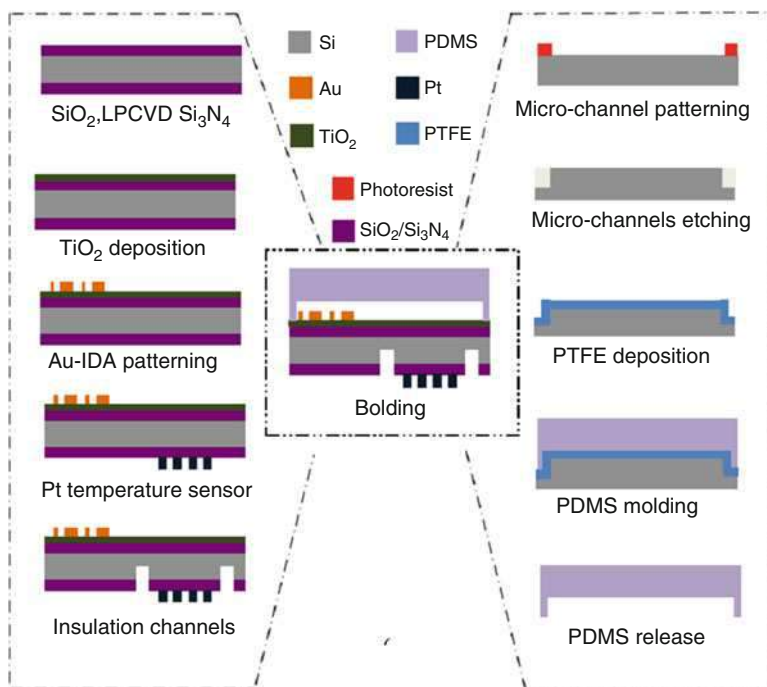 SiO2,LPCVD Si3N4
TiO2 deposition
Au-IDA patterning
Pt temperature sensor
Insulation channels
Si
PDMS
Au
Pt
TiO2
PTFE
Photoresist
SiO2/Si3N4
Bolding
Micro-channel patterning
Micro-channels etching
PTFE deposition
PDMS molding
PDMS release